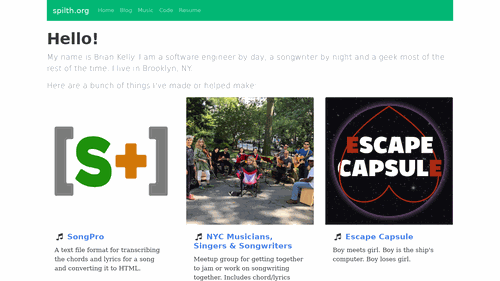 spilth.org Home Blog Music Code Resume
Hello!
My name is Brian Kelly. I am a software engineer by day, a songwriter by night and a geek most of the
rest of the time. I live in Brooklyn, NY.
Here are a bunch of things I've made or helped make:
[S+]
ESCAPE
CAPSULE
SongPro
A text file format for transcribing
the chords and lyrics for a song
and converting it to HTML.
NYC Musicians,
Singers & Songwriters
Meetup group for getting together
to jam or work on songwriting
together. Includes chord/lyrics
Escape Capsule
Boy meets girl. Boy is the ship's
computer. Boy loses girl.